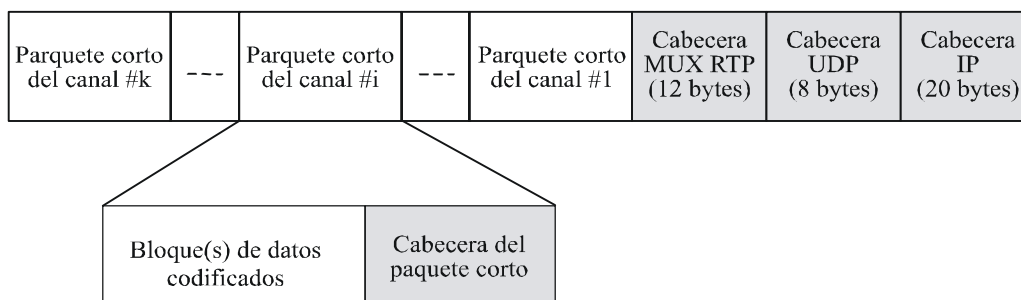 Parquete corto
del canal #k
---
Parquete corto
del canal #i
---
Parquete corto
del canal #1
Cabecera
MUX RTP
(12 bytes)
Cabecera
UDP
(8 bytes)
Cabecera
IP
(20 bytes)
Bloque(s) de datos
codificados
Cabecera del
paquete corto